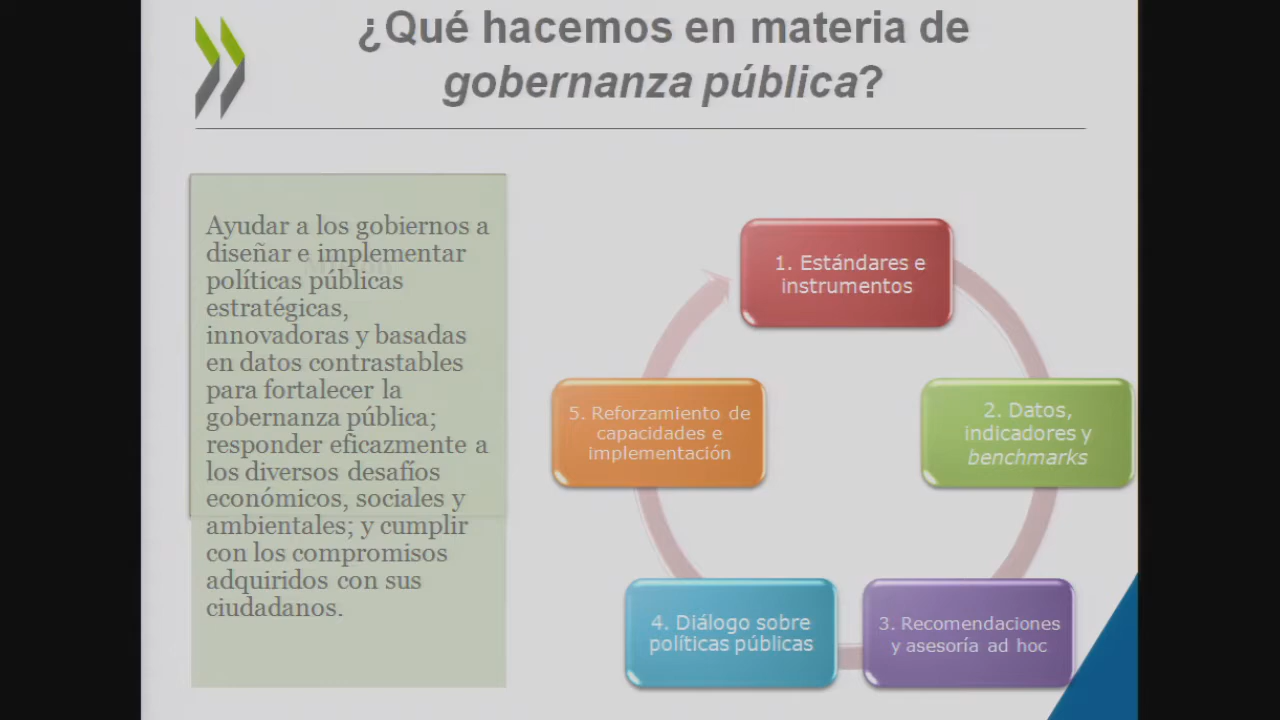 ¿Qué hacemos en materia de
gobernanza pública?
Ayudar a los gobiernos a
diseñar e implementar
políticas públicas
estratégicas,
innovadoras y basadas
en datos contrastables
para fortalecer la
gobernanza pública;
responder eficazmente a
los diversos desafíos
económicos, sociales y
ambientales; y cumplir
con los compromisos
adquiridos con sus
ciudadanos.
1. Estándares e
instrumentos
2. Datos,
indicadores y
benchmarks
3. Recomendaciones
y asesoría ad hoc
4. Diálogo sobre
políticas públicas
5. Reforzamiento de
capacidades e
implementación